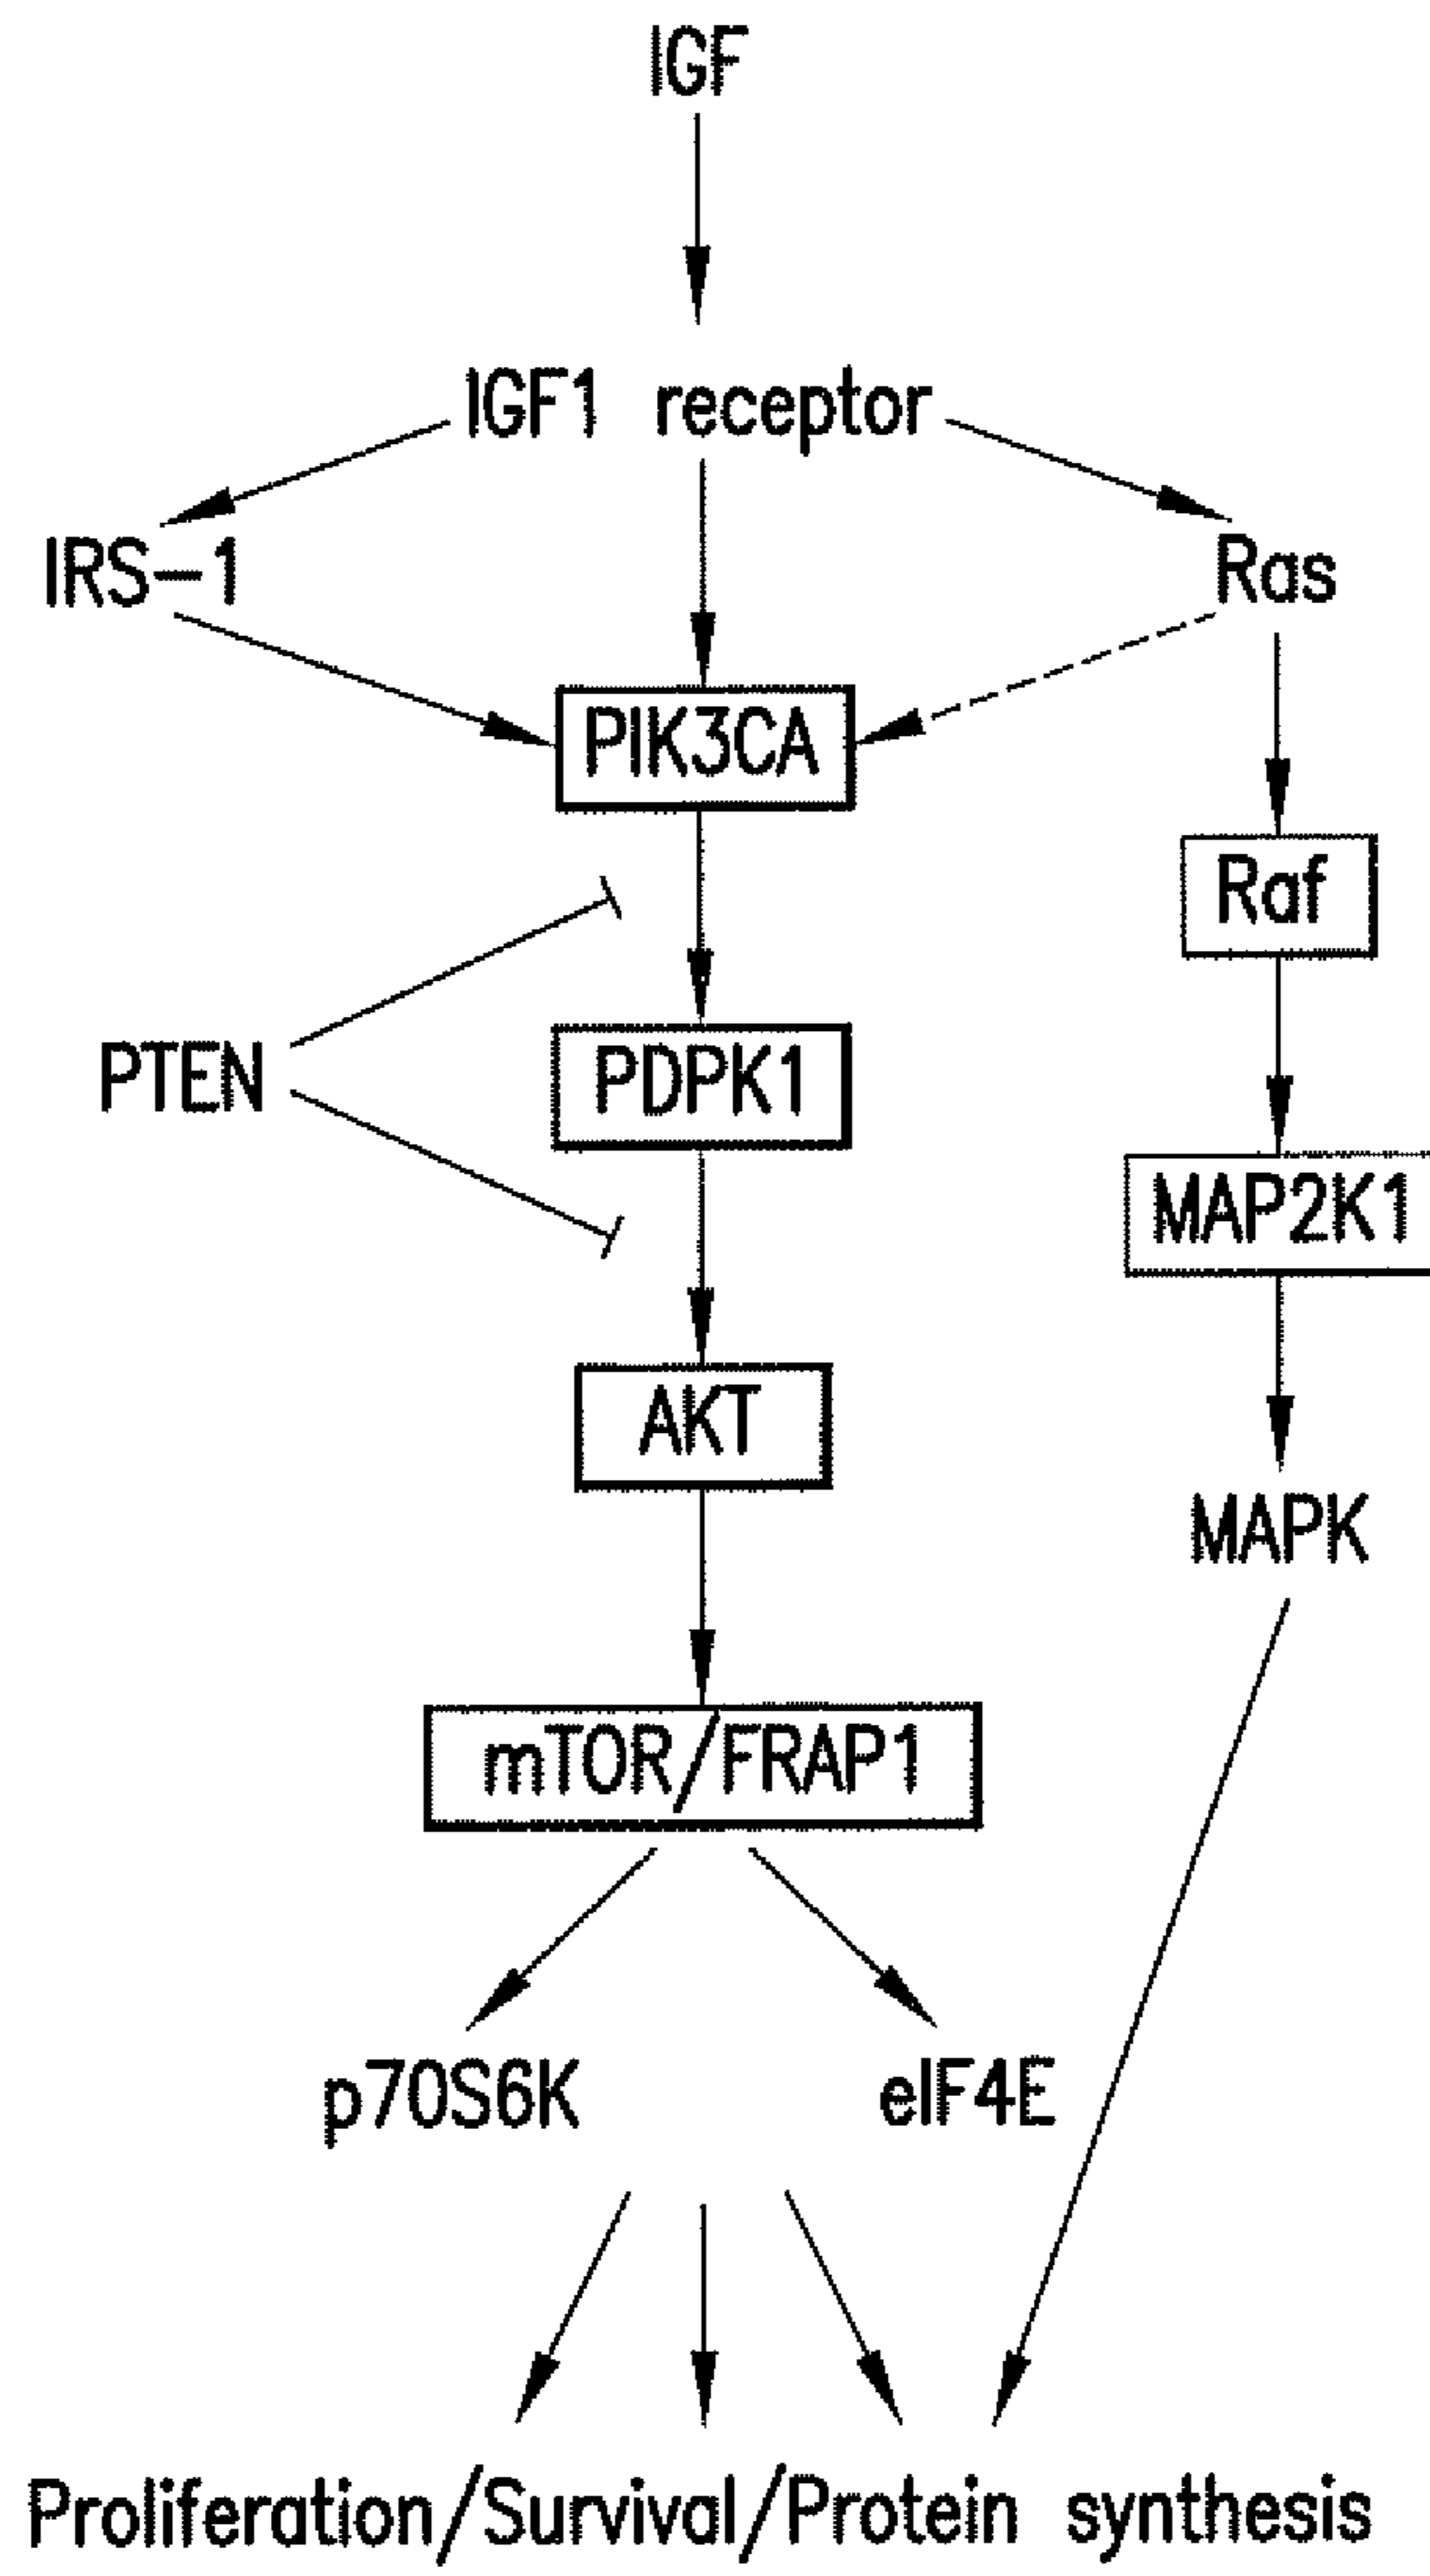 IGF
IGF1 receptor
IRS-1
Ras
PIK3CA
Raf
PTEN
PDPK1
MAP2K1
AKT
MAPK
mTOR/FRAP1
p70S6K
eIF4E
Proliferation/Survival/Protein synthesis